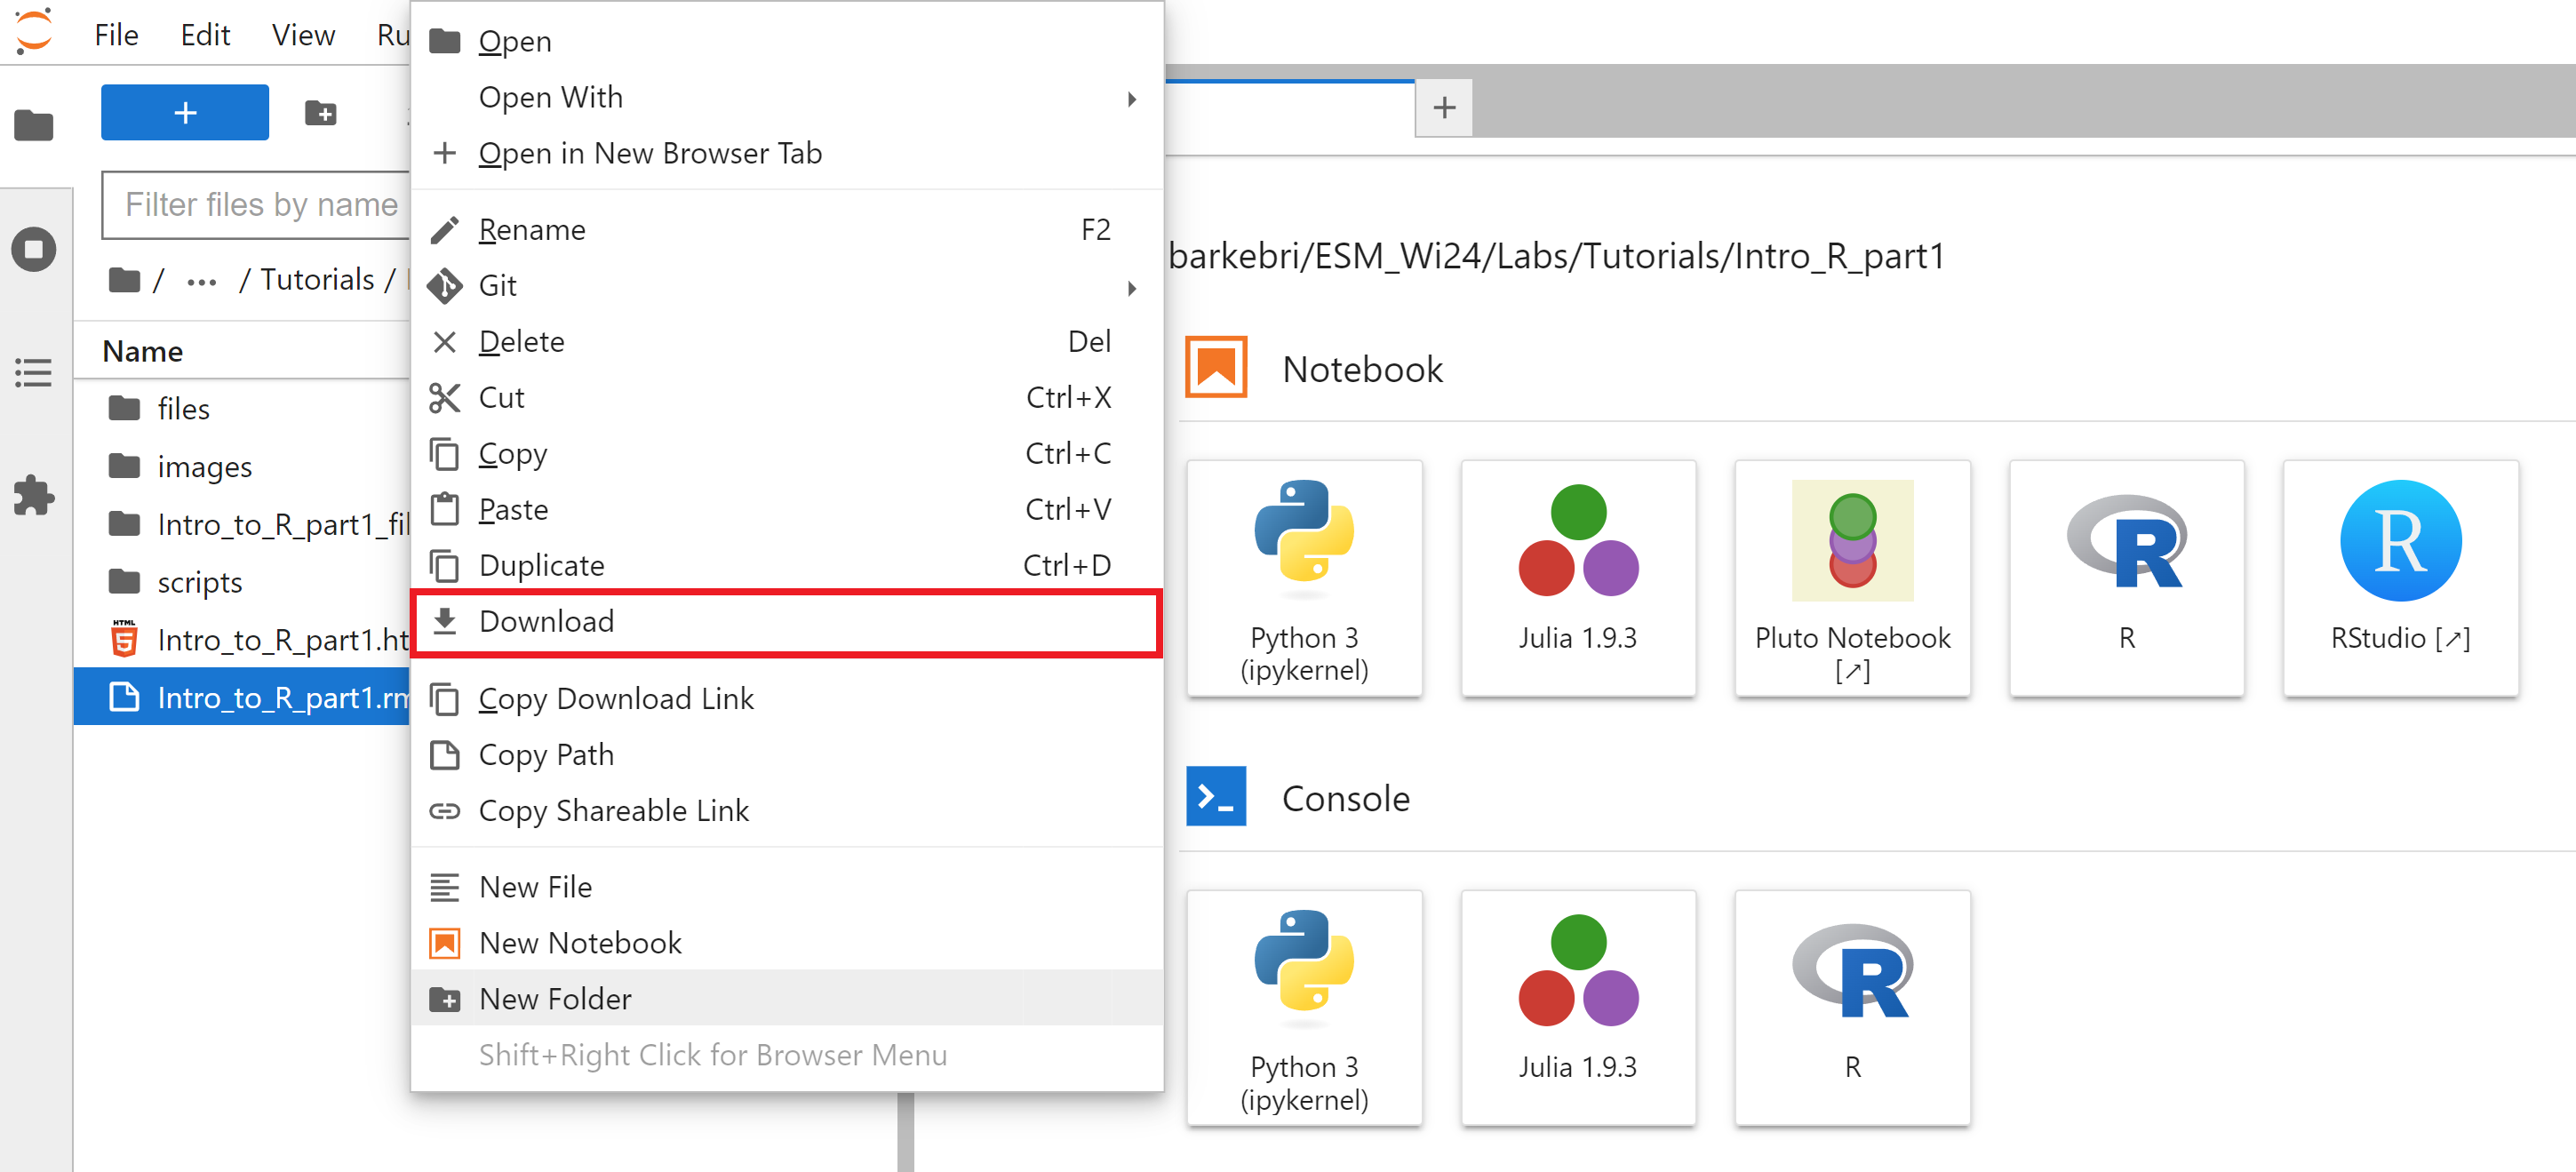 File Edit View Ru
+
Filter files by name
/ ... / Tutorials /
Name
files
images
Intro_to_R_part1_fil
scripts
HTML
5
Intro_to_R_part1.ht
Intro_to_R_part1.rm
Open
Open With
Open in New Browser Tab
Rename F2
Git
Delete Del
Cut Ctrl+X
Copy Ctrl+C
Paste Ctrl+V
Duplicate Ctrl+D
Download
Copy Download Link
Copy Path
Copy Shareable Link
New File
New Notebook
New Folder
Shift+Right Click for Browser Menu
+
barkebri/ESM_Wi24/Labs/Tutorials/Intro_R_part1
Notebook
Python 3
(ipykernel)
Julia 1.9.3
Pluto Notebook
[↗]
R
R
R
RStudio [↗]
Console
Python 3
(ipykernel)
Julia 1.9.3
R
R